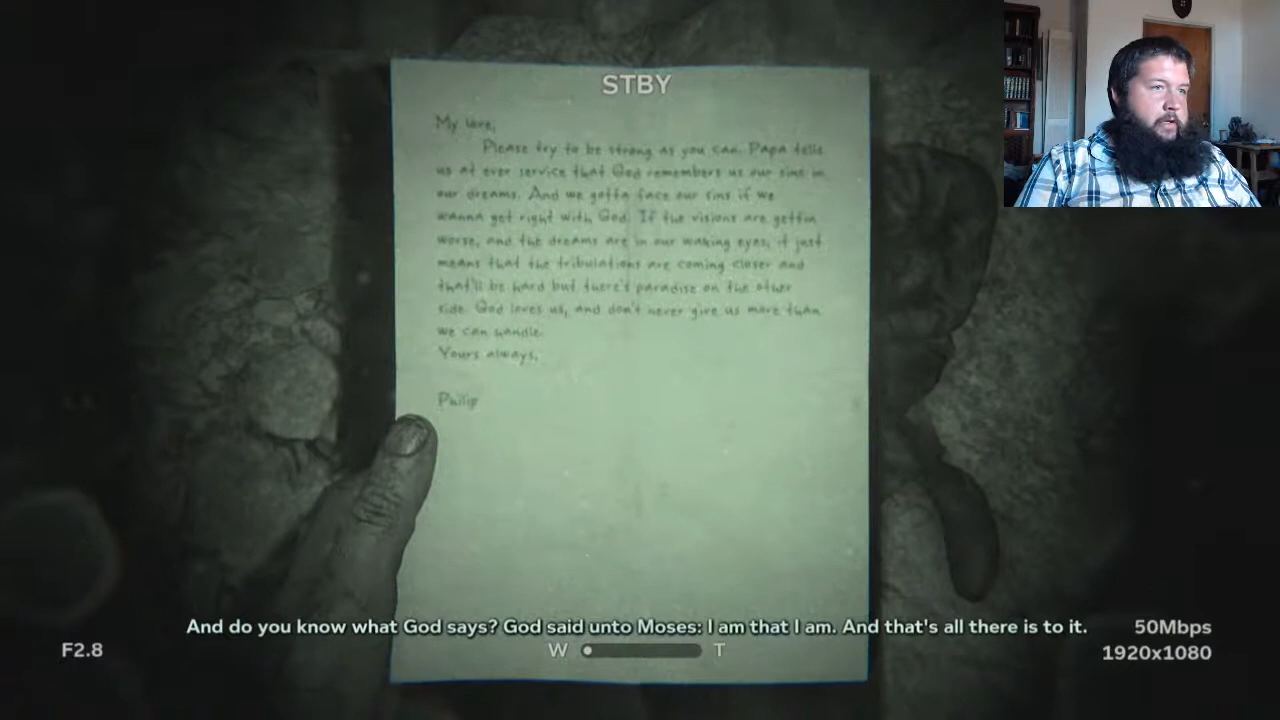 STBY
My love,
Please try to be strong as you can. Papa tells
us at ever service that God remembers us our sins in
our dreams. And we gotta face our sins if we
wanna get right with God. If the visions are gettin
worse, and the dreams are in our waking eyes, it just
means that the tribulations are coming closer and
that'll be hard but there's paradise on the other
side. God loves us, and don't never give us more than
we can handle.
Yours always,
Philip
And do you know what God says? God said unto Moses: I am that I am. And that's all there is to it.
F2.8
W T
50Mbps
1920x1080